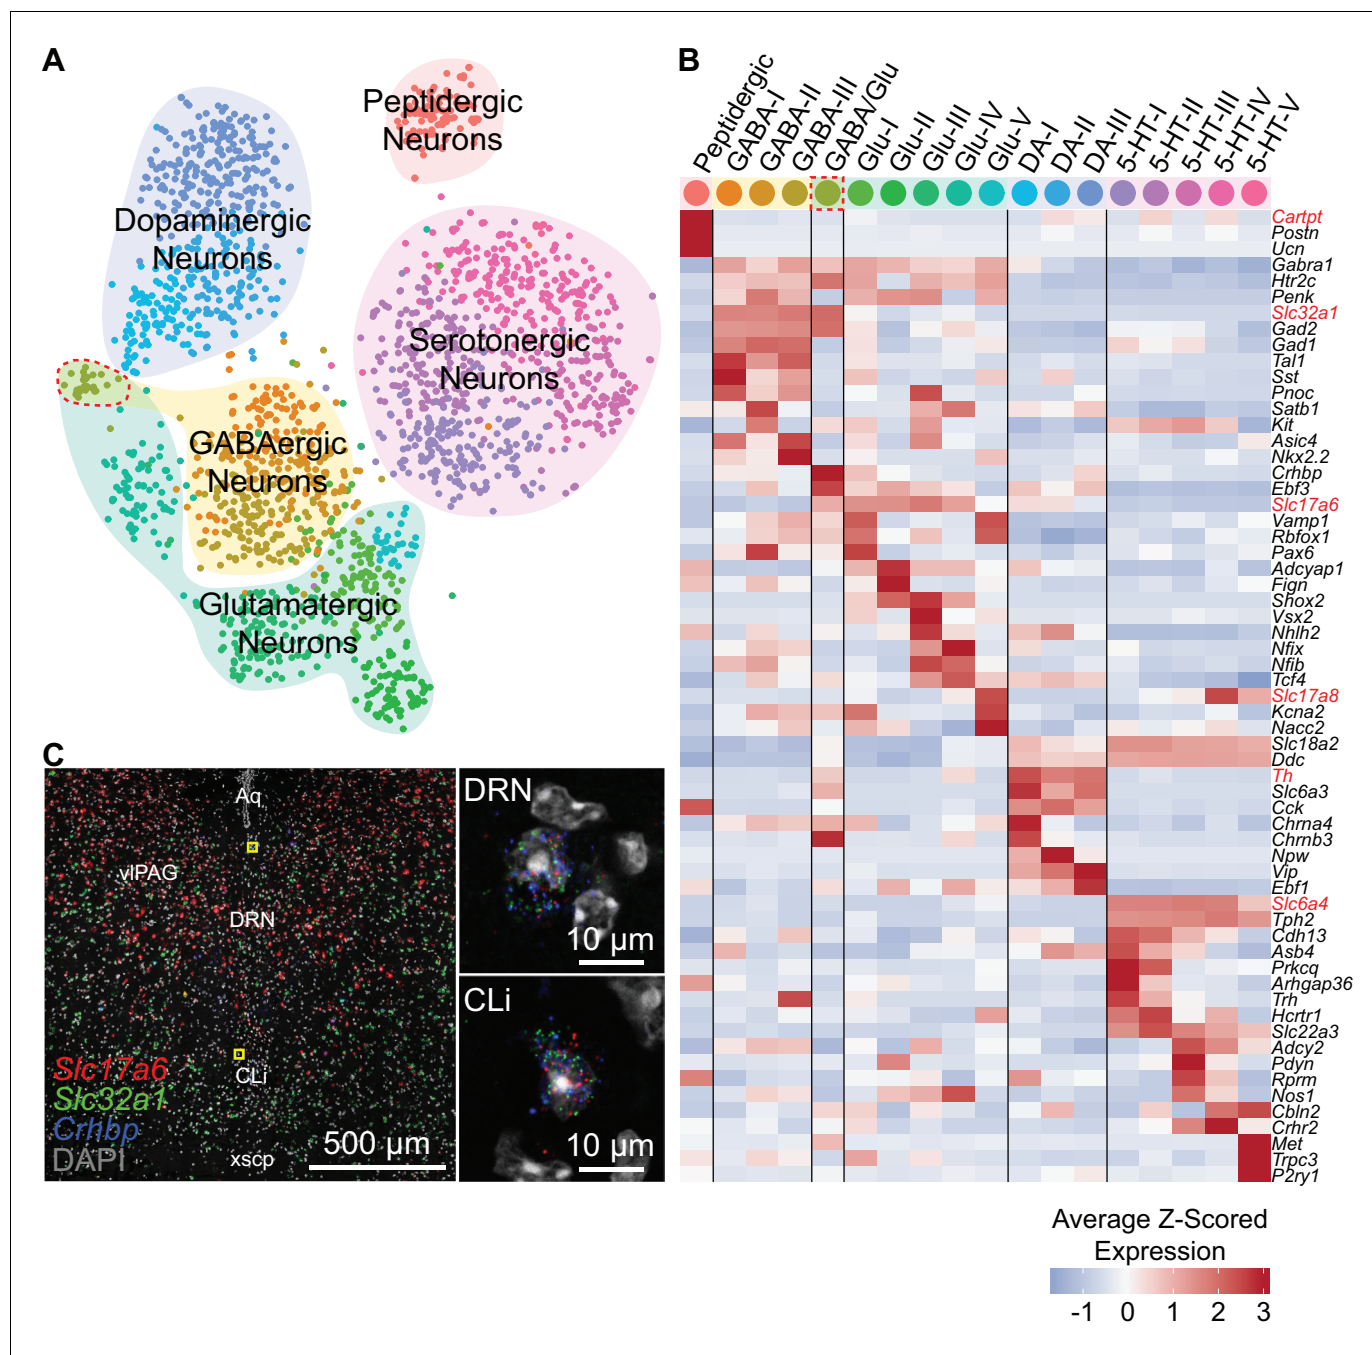 A
Peptidergic
Neurons
Dopaminergic
Neurons
Serotonergic
Neurons
GABAergic
Neurons
Glutamatergic
Neurons
B
Peptidergic
GABA-I
GABA-II
GABA-III
GABA/Glu
Glu-I
Glu-II
Glu-III
Glu-IV
Glu-V
DA-I
DA-II
DA-III
5-HT-I
5-HT-II
5-HT-III
5-HT-IV
5-HT-V
Cartpt
Postn
Ucn
Gabra1
Htr2c
Penk
Slc32a1
Gad2
Gad1
Tal1
Sst
Pnoc
Satb1
Kit
Asic4
Nkx2.2
Crhbp
Ebf3
Slc17a6
Vamp1
Rbfox1
Pax6
Adcyap1
Fign
Shox2
Vsx2
Nhlh2
Nfix
Nfib
Tcf4
Slc17a8
Kcna2
Nacc2
Slc18a2
Ddc
Th
Slc6a3
Cck
Chrna4
Chrnb3
Npw
Vip
Ebf1
Slc6a4
Tph2
Cdh13
Asb4
Prkcq
Arhgap36
Trh
Hcrtr1
Slc22a3
Adcy2
Pdyn
Rprm
Nos1
Cbln2
Crhr2
Met
Trpc3
P2ry1
Average Z-Scored
Expression
-1 0 1 2 3
C
Aq
vlPAG
DRN
CLi
xscp
Slc17a6
Slc32a1
Crhbp
DAPI
500 µm
DRN
10 µm
CLi
10 µm